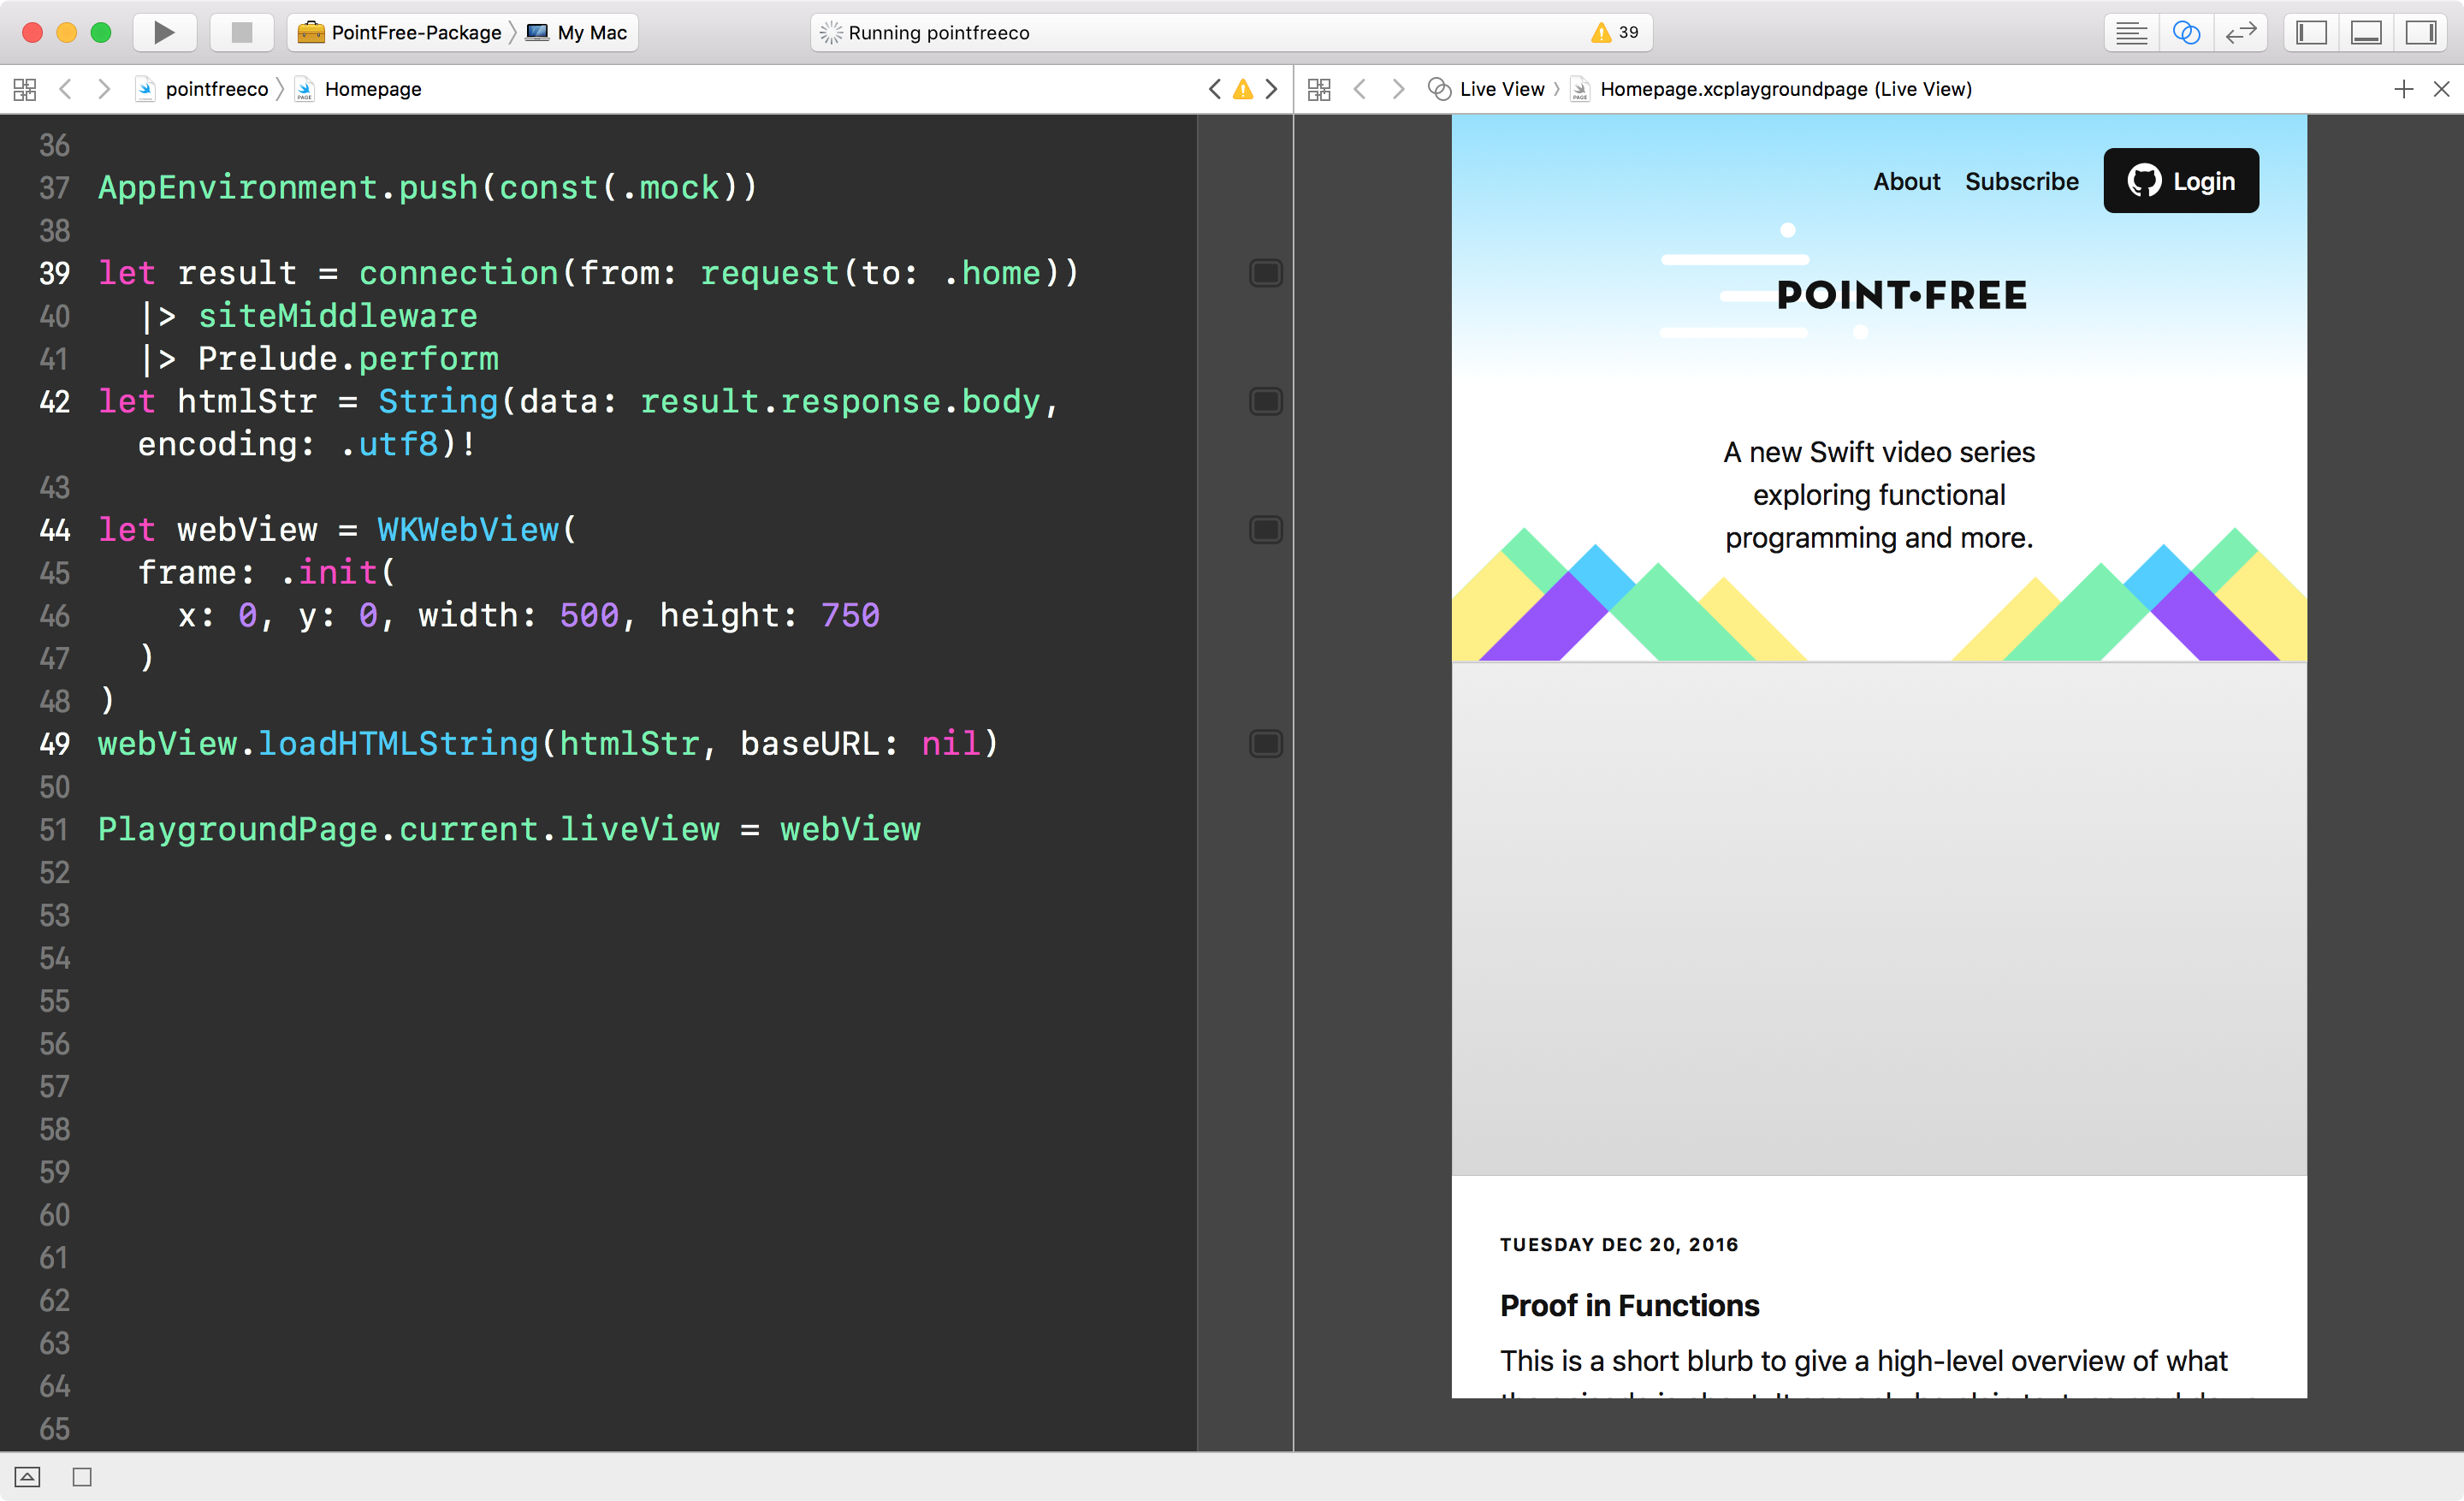 PointFree-Package 〉 My Mac
Running pointfreeco
39
pointfreeco 〉 Homepage
Live View 〉 Homepage.xcplaygroundpage (Live View)
36
37 AppEnvironment.push(const(.mock))
38
39 let result = connection(from: request(to: .home))
40 |> siteMiddleware
41 |> Prelude.perform
42 let htmlStr = String(data: result.response.body,
encoding: .utf8)!
43
44 let webView = WKWebView(
45 frame: .init(
46 x: 0, y: 0, width: 500, height: 750
47 )
48 )
49 webView.loadHTMLString(htmlStr, baseURL: nil)
50
51 PlaygroundPage.current.liveView = webView
52
53
54
55
56
57
58
59
60
61
62
63
64
65
About Subscribe Login
POINT•FREE
A new Swift video series
exploring functional
programming and more.
TUESDAY DEC 20, 2016
Proof in Functions
This is a short blurb to give a high-level overview of what